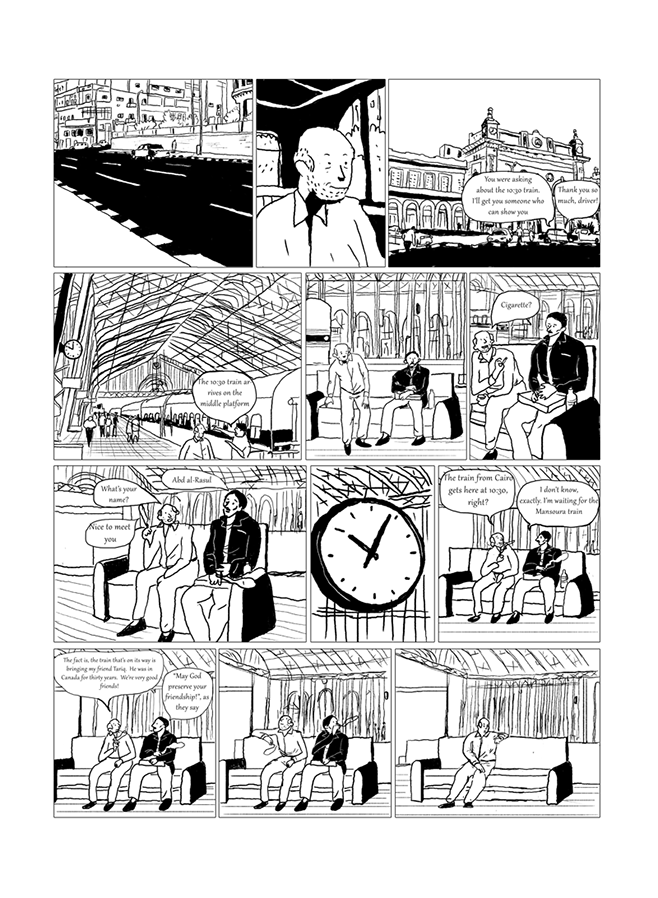 You were asking
about the 10:30 train.
I'll get you someone who
can show you
Thank you so
much, driver!
The 10:30 train ar
rives on the
middle platform
Cigarette?
What's your
name?
Abd al-Rasul
Nice to meet
you
The train from Cairo
gets here at 10:30,
right?
I don't know,
exactly. I'm waiting for the
Mansoura train
The fact is, the train that's on its way is
bringing my friend Tariq. He was in
Canada for thirty years. We're very good
friends!
"May God
preserve your
friendship!", as
they say